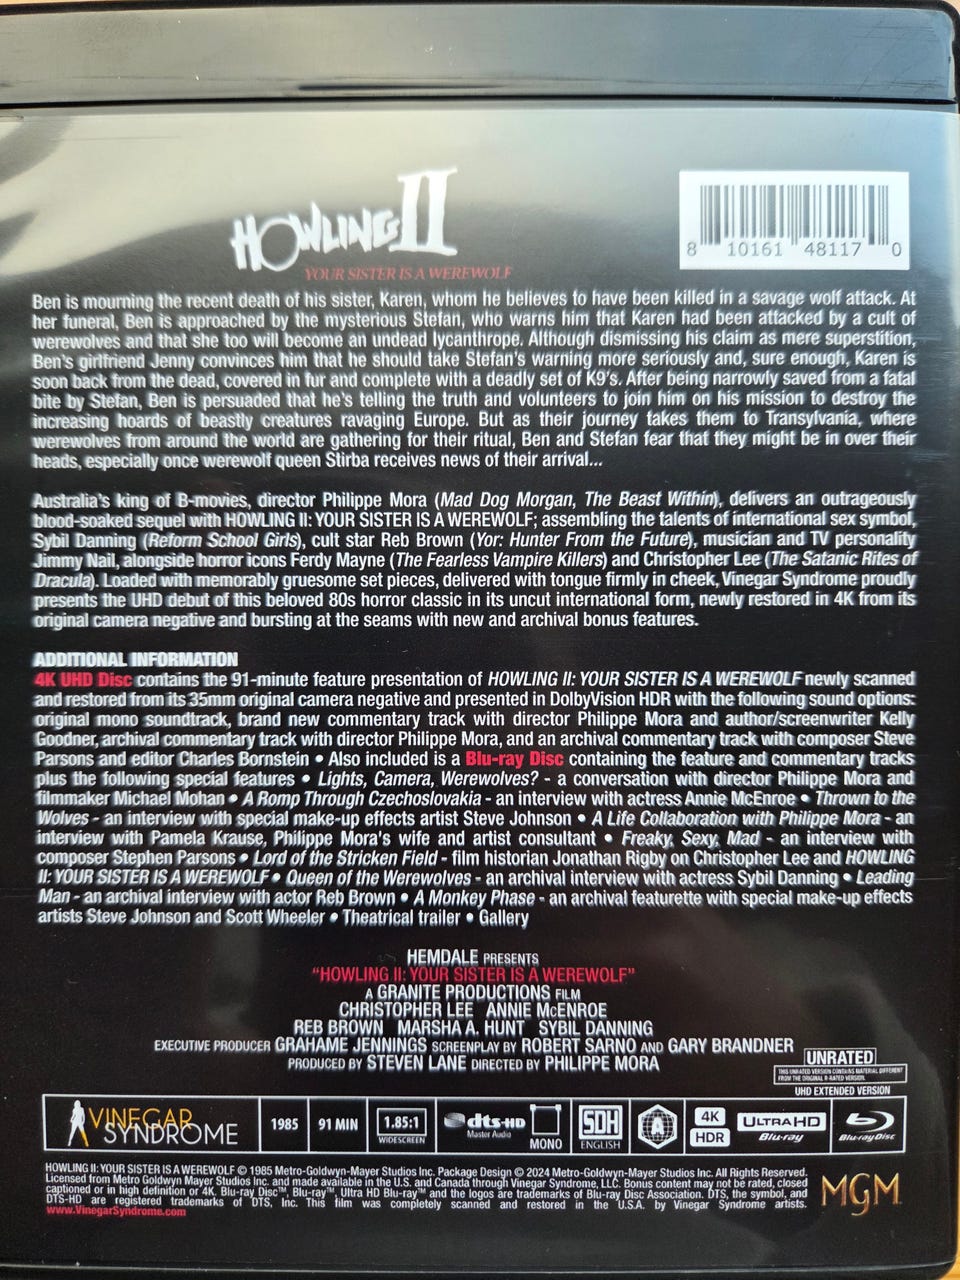 HOWLING II
YOUR SISTER IS A WEREWOLF
8 10161 48117 0
Ben is mourning the recent death of his sister, Karen, whom he believes to have been killed in a savage wolf attack. At
her funeral, Ben is approached by the mysterious Stefan, who warns him that Karen had been attacked by a cult of
werewolves and that she too will become an undead lycanthrope. Although dismissing his claim as mere superstition,
Ben's girlfriend Jenny convinces him that he should take Stefan's warning more seriously and, sure enough, Karen is
soon back from the dead, covered in fur and complete with a deadly set of K9's. After being narrowly saved from a fatal
bite by Stefan, Ben is persuaded that he's telling the truth and volunteers to join him on his mission to destroy the
increasing hoards of beastly creatures ravaging Europe. But as their journey takes them to Transylvania, where
werewolves from around the world are gathering for their ritual, Ben and Stefan fear that they might be in over their
heads, especially once werewolf queen Stirba receives news of their arrival...
Australia's king of B-movies, director Philippe Mora (Mad Dog Morgan, The Beast Within), delivers an outrageously
blood-soaked sequel with HOWLING II: YOUR SISTER IS A WEREWOLF; assembling the talents of international sex symbol,
Sybil Danning (Reform School Girls), cult star Reb Brown (Yor: Hunter From the Future), musician and TV personality
Jimmy Nail, alongside horror icons Ferdy Mayne (The Fearless Vampire Killers) and Christopher Lee (The Satanic Rites of
Dracula). Loaded with memorably gruesome set pieces, delivered with tongue firmly in cheek, Vinegar Syndrome proudly
presents the UHD debut of this beloved 80s horror classic in its uncut international form, newly restored in 4K from its
original camera negative and bursting at the seams with new and archival bonus features.
ADDITIONAL INFORMATION
4K UHD Disc contains the 91-minute feature presentation of HOWLING II: YOUR SISTER IS A WEREWOLF newly scanned
and restored from its 35mm original camera negative and presented in DolbyVision HDR with the following sound options:
original mono soundtrack, brand new commentary track with director Philippe Mora and author/screenwriter Kelly
Goodner, archival commentary track with director Philippe Mora, and an archival commentary track with composer Steve
Parsons and editor Charles Bornstein • Also included is a Blu-ray Disc containing the feature and commentary tracks
plus the following special features • Lights, Camera, Werewolves? - a conversation with director Philippe Mora and
filmmaker Michael Mohan • A Romp Through Czechoslovakia - an interview with actress Annie McEnroe • Thrown to the
Wolves - an interview with special make-up effects artist Steve Johnson • A Life Collaboration with Philippe Mora - an
interview with Pamela Krause, Philippe Mora's wife and artist consultant • Freaky, Sexy, Mad - an interview with
composer Stephen Parsons • Lord of the Stricken Field - film historian Jonathan Rigby on Christopher Lee and HOWLING
II: YOUR SISTER IS A WEREWOLF • Queen of the Werewolves - an archival interview with actress Sybil Danning • Leading
Man - an archival interview with actor Reb Brown • A Monkey Phase - an archival featurette with special make-up effects
artists Steve Johnson and Scott Wheeler • Theatrical trailer • Gallery
HEMDALE PRESENTS
"HOWLING II: YOUR SISTER IS A WEREWOLF"
A GRANITE PRODUCTIONS FILM
CHRISTOPHER LEE ANNIE McENROE
REB BROWN MARSHA A. HUNT SYBIL DANNING
EXECUTIVE PRODUCER GRAHAME JENNINGS SCREENPLAY BY ROBERT SARNO AND GARY BRANDNER
PRODUCED BY STEVEN LANE DIRECTED BY PHILIPPE MORA
UNRATED
THIS UNRATED VERSION CONTAINS MATERIAL DIFFERENT
FROM THE ORIGINAL R-RATED VERSION.
UHD EXTENDED VERSION
VINEGAR
SYNDROME
1985
91 MIN
1.85:1
WIDESCREEN
dts-HD
Master Audio
MONO
SDH
ENGLISH
A
4K
HDR
ULTRA HD
Blu-ray
Blu-ray Disc
HOWLING II: YOUR SISTER IS A WEREWOLF © 1985 Metro-Goldwyn-Mayer Studios Inc. Package Design © 2024 Metro-Goldwyn-Mayer Studios Inc. All Rights Reserved.
Licensed from Metro Goldwyn Mayer Studios Inc. and made available in the U.S. and Canada through Vinegar Syndrome, LLC. Bonus content may not be rated, closed
captioned or in high definition or 4K. Blu-ray Disc™, Blu-ray™, Ultra HD Blu-ray™ and the logos are trademarks of Blu-ray Disc Association. DTS, the symbol, and
DTS-HD are registered trademarks of DTS, Inc. This film was completely scanned and restored in the U.S.A. by Vinegar Syndrome artists.
www.VinegarSyndrome.com
MGM